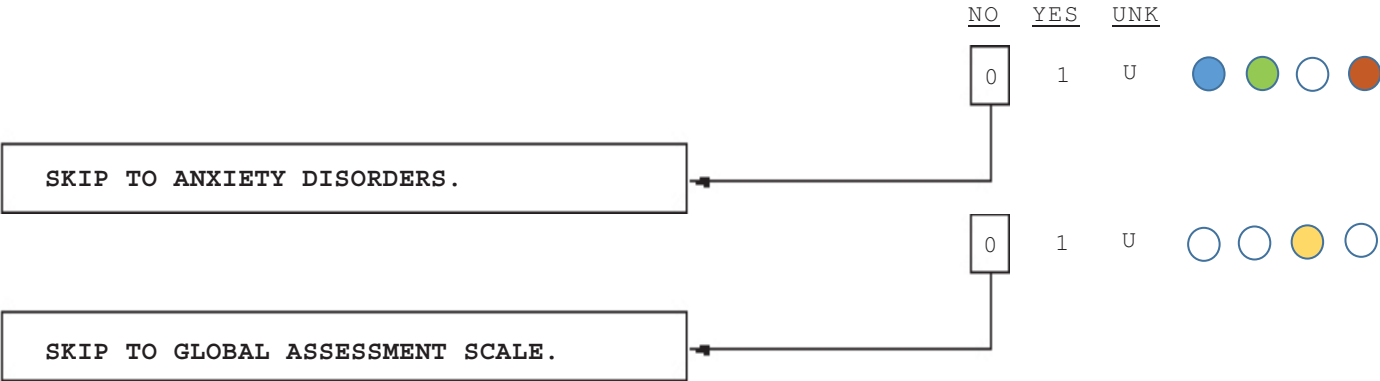 NO YES UNK
0 1 U
SKIP TO ANXIETY DISORDERS.
0 1 U
SKIP TO GLOBAL ASSESSMENT SCALE.